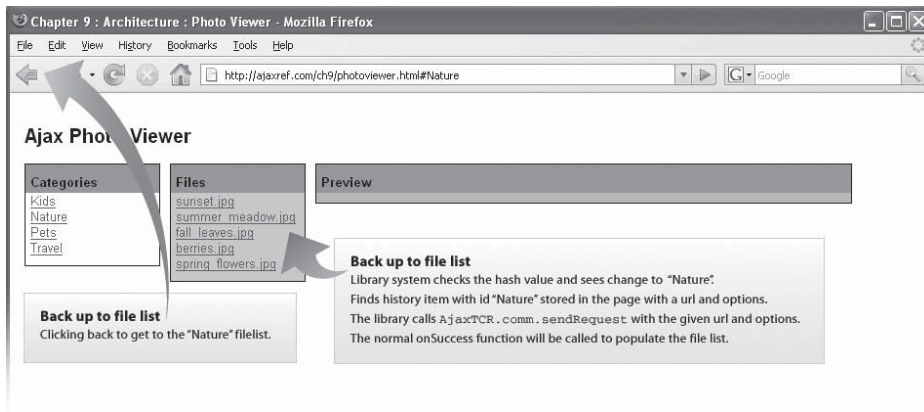 Chapter 9 : Architecture : Photo Viewer - Mozilla Firefox
File Edit View History Bookmarks Tools Help
http://ajaxref.com/ch9/photoviewer.html#Nature
G Google
Ajax Photo Viewer
Categories
Kids
Nature
Pets
Travel
Files
sunset.jpg
summer_meadow.jpg
fall_leaves.jpg
berries.jpg
spring_flowers.jpg
Preview
Back up to file list
Clicking back to get to the “Nature” filelist.
Back up to file list
Library system checks the hash value and sees change to “Nature”.
Finds history item with id “Nature” stored in the page with a url and options.
The library calls AjaxTCR.comm.sendRequest with the given url and options.
The normal onSuccess function will be called to populate the file list.